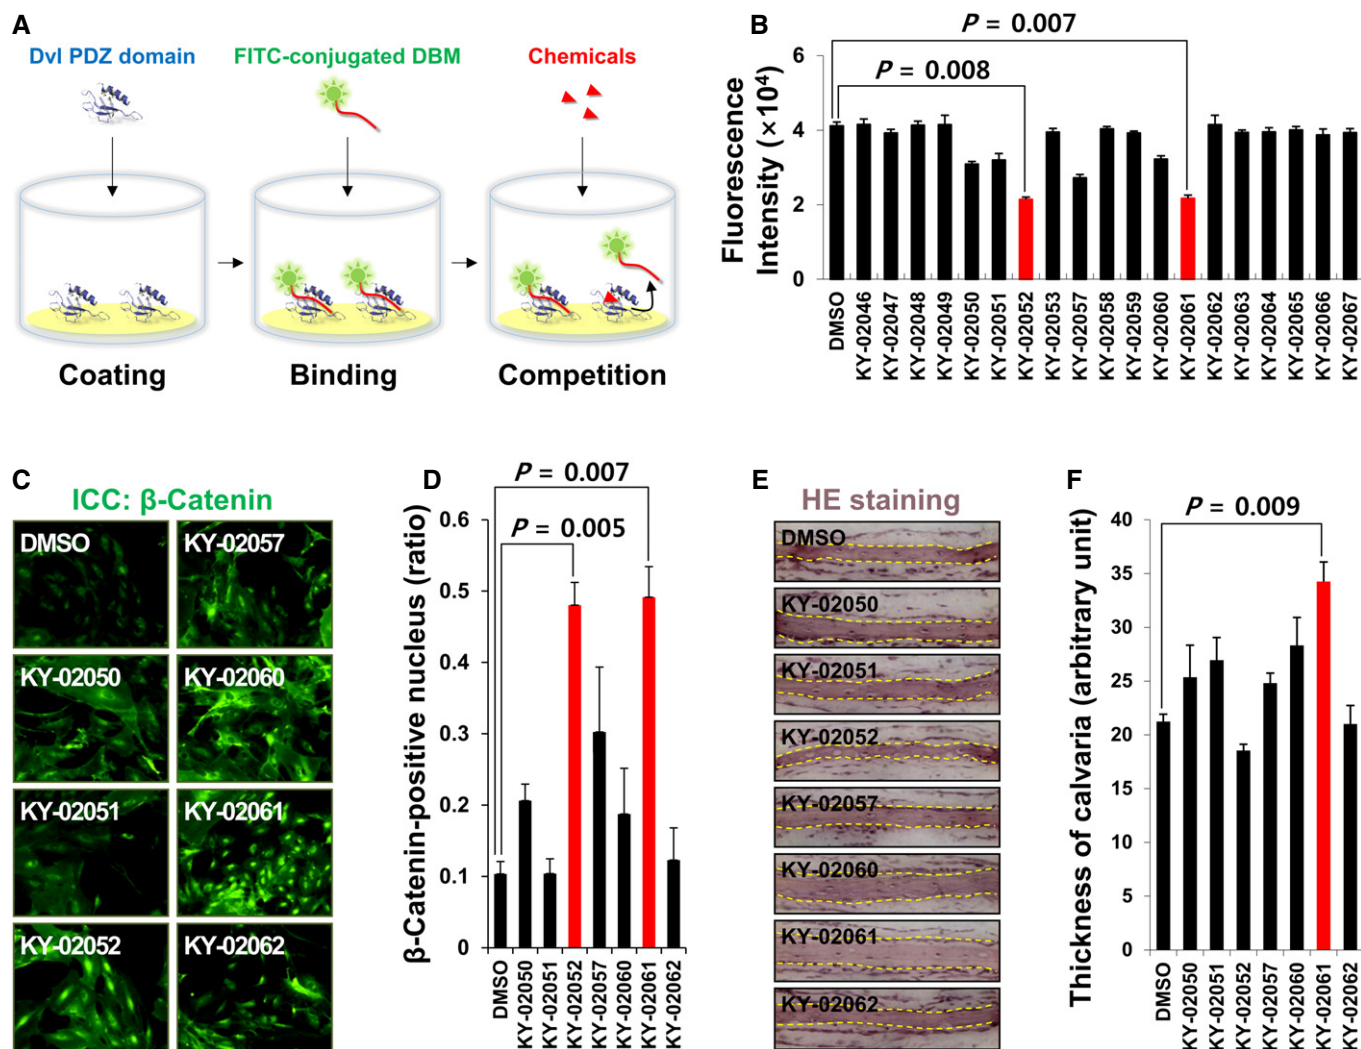 A
Dvl PDZ domain
FITC-conjugated DBM
Chemicals
Coating
Binding
Competition
B
P = 0.007
P = 0.008
Fluorescence
Intensity (×10⁴)
6
4
2
0
DMSO
KY-02046
KY-02047
KY-02048
KY-02049
KY-02050
KY-02051
KY-02052
KY-02053
KY-02057
KY-02058
KY-02059
KY-02060
KY-02061
KY-02062
KY-02063
KY-02064
KY-02065
KY-02066
KY-02067
C
ICC: β-Catenin
DMSO
KY-02057
KY-02050
KY-02060
KY-02051
KY-02061
KY-02052
KY-02062
D
P = 0.007
P = 0.005
β-Catenin-positive nucleus (ratio)
0.6
0.5
0.4
0.3
0.2
0.1
0
DMSO
KY-02050
KY-02051
KY-02052
KY-02057
KY-02060
KY-02061
KY-02062
E
HE staining
DMSO
KY-02050
KY-02051
KY-02052
KY-02057
KY-02060
KY-02061
KY-02062
F
P = 0.009
Thickness of calvaria (arbitrary unit)
40
35
30
25
20
15
10
5
0
DMSO
KY-02050
KY-02051
KY-02052
KY-02057
KY-02060
KY-02061
KY-02062